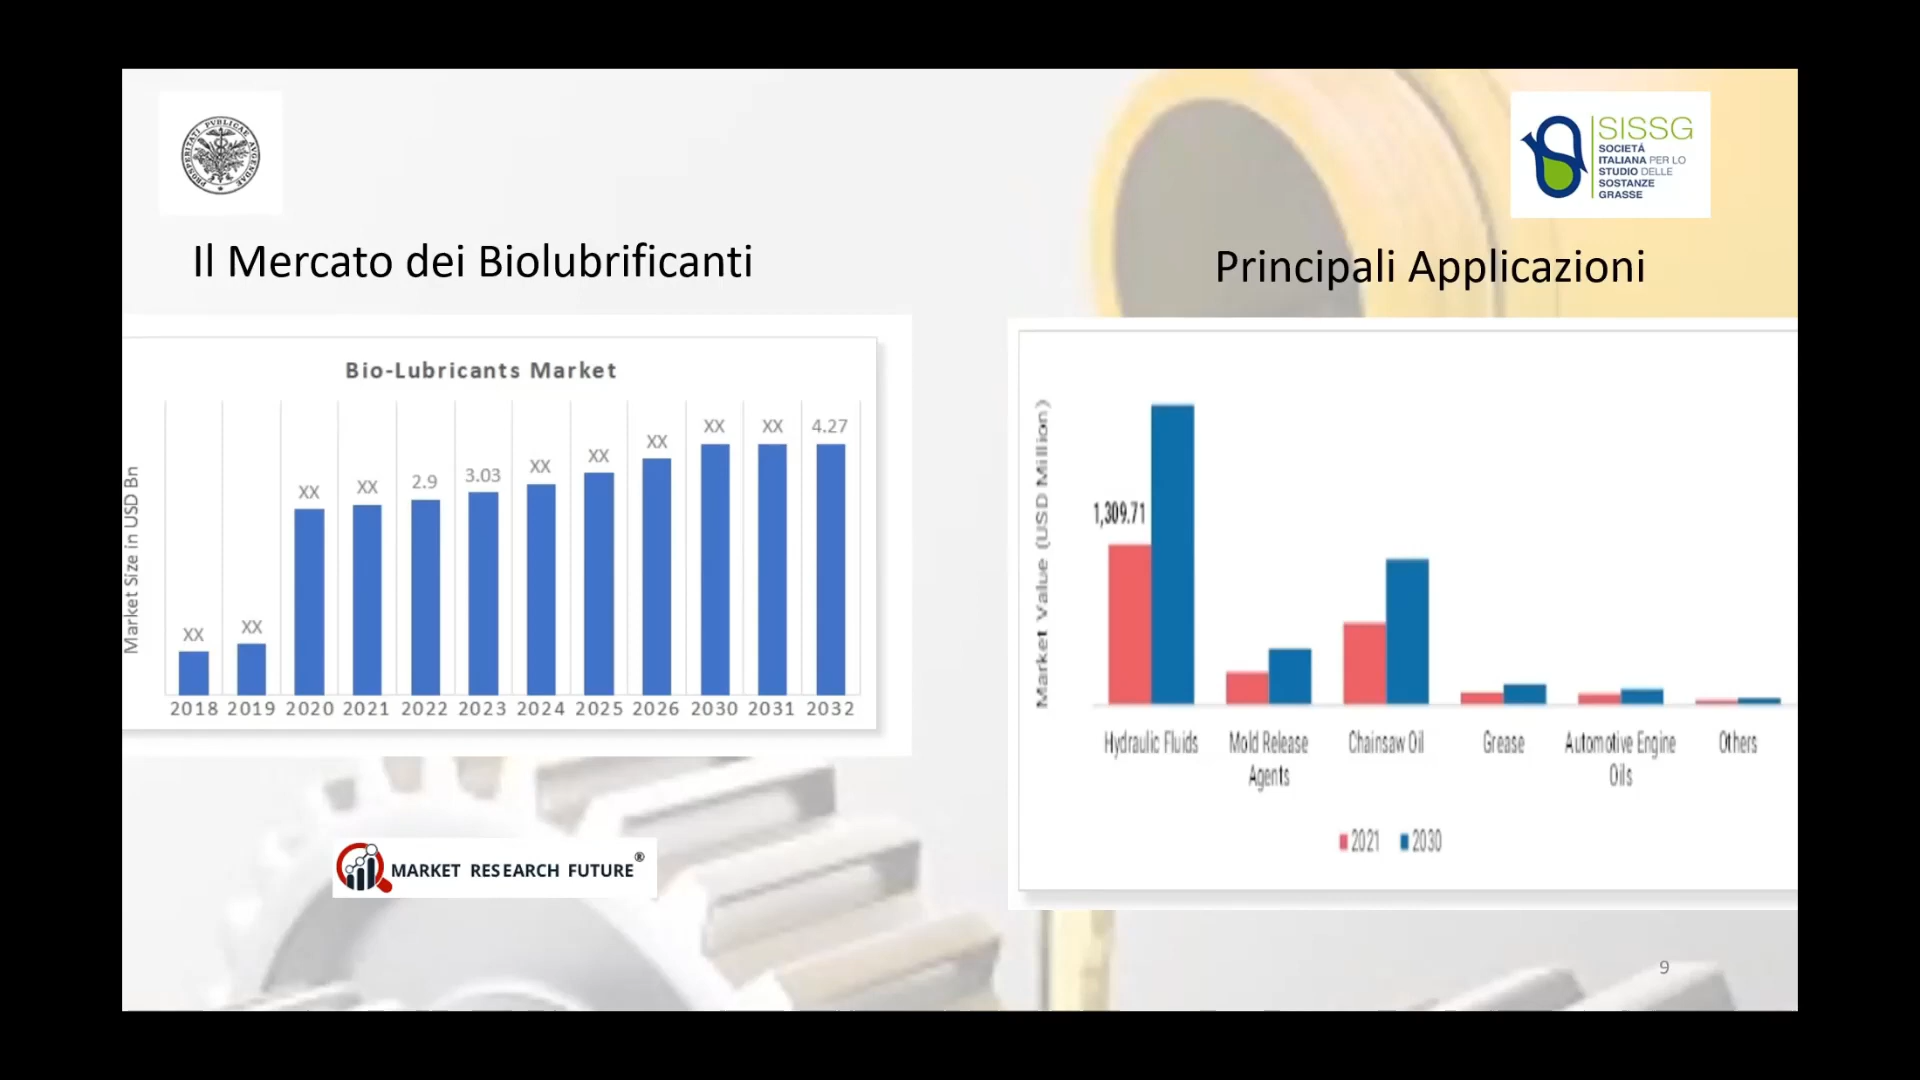 PROSPERITATI PVBLICAE AVGENDAE
SISSG
SOCIETÁ
ITALIANA PER LO
STUDIO DELLE
SOSTANZE
GRASSE
Il Mercato dei Biolubrificanti
Principali Applicazioni
Bio-Lubricants Market
Market Size in USD Bn
XX XX XX XX 2.9 3.03 XX XX XX XX XX 4.27
2018 2019 2020 2021 2022 2023 2024 2025 2026 2030 2031 2032
MARKET RESEARCH FUTURE®
Market Value (USD Million)
1,309.71
Hydraulic Fluids Mold Release Chainsaw Oil Grease Automotive Engine Others
Agents Oils
2021 2030
9